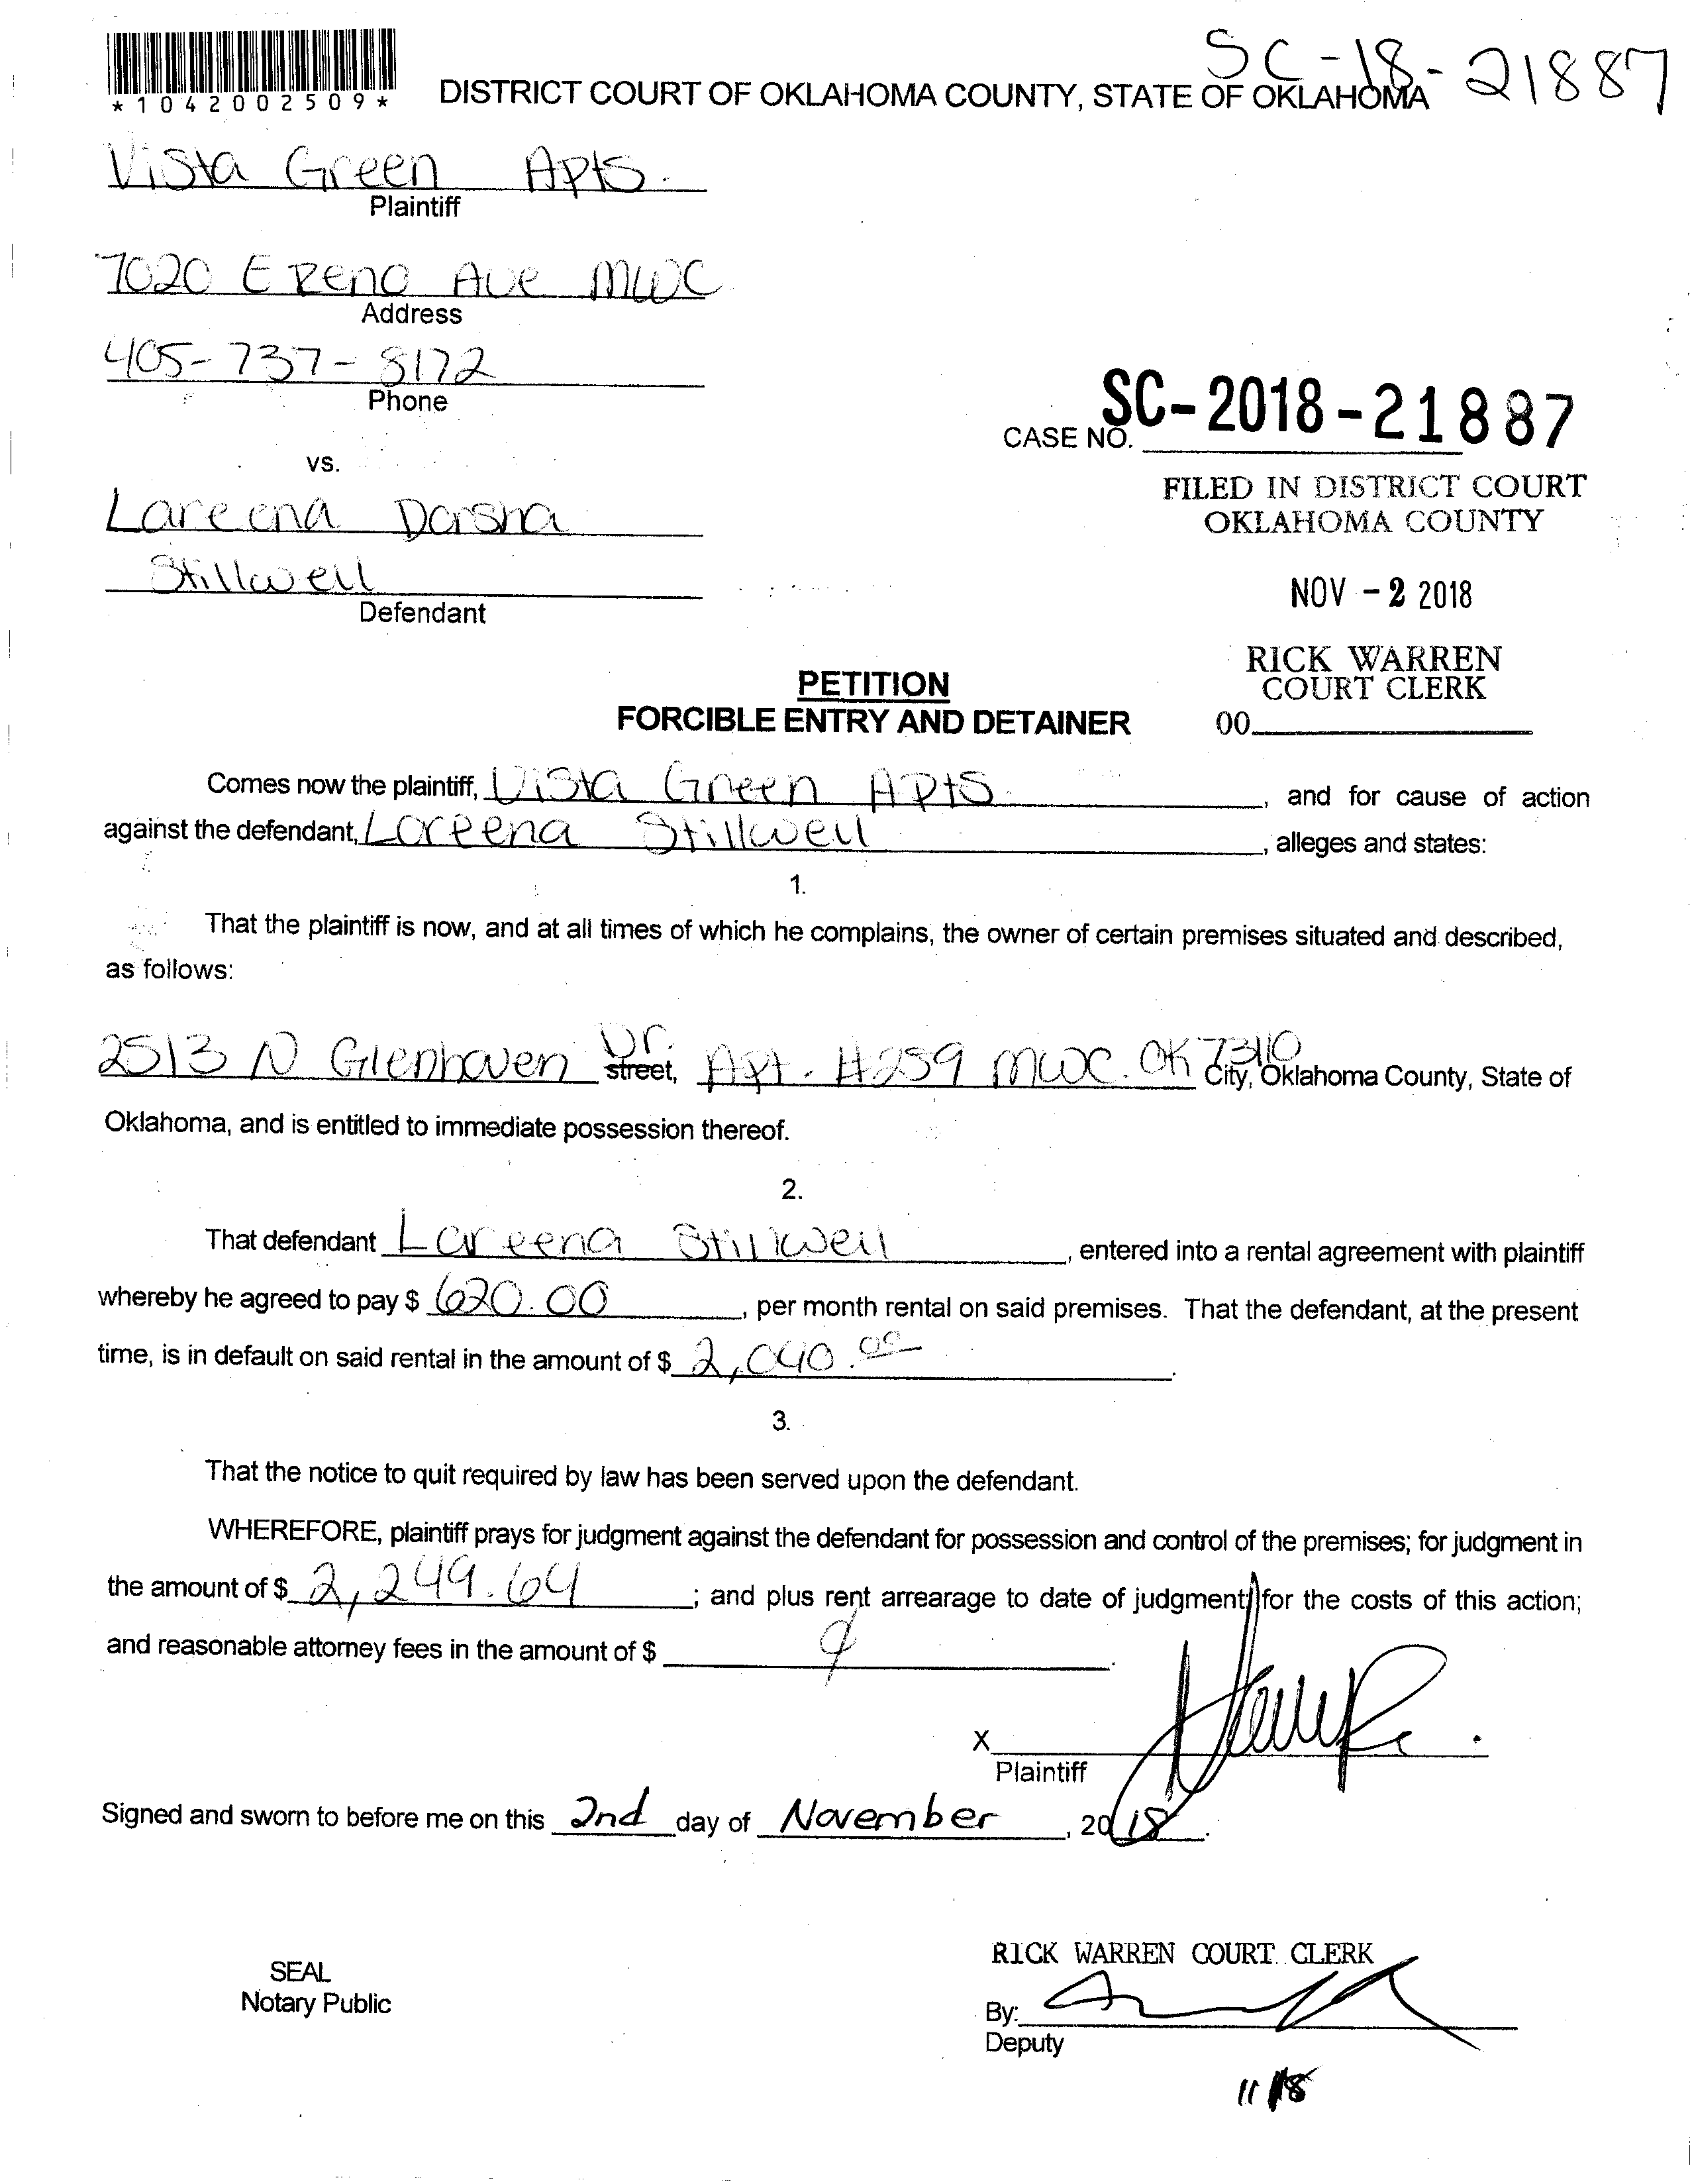 SC-18-21887
*1042002509*
DISTRICT COURT OF OKLAHOMA COUNTY, STATE OF OKLAHOMA
Vista Green Apts.
Plaintiff
7020 E Reno Ave MWC
Address
405-737-8172
Phone
SC-2018-21887
CASE NO.
vs.
FILED IN DISTRICT COURT
OKLAHOMA COUNTY
Lareena Dorsha
Stillwell
Defendant
NOV - 2 2018
RICK WARREN
COURT CLERK
00
PETITION
FORCIBLE ENTRY AND DETAINER
Comes now the plaintiff, Vista Green Apts. , and for cause of action
against the defendant, Lareena Stillwell , alleges and states:
1.
That the plaintiff is now, and at all times of which he complains, the owner of certain premises situated and described,
as follows:
2513 N Glenhaven Dr. street, Apt. #259 MWC. OK 73110 City, Oklahoma County, State of
Oklahoma, and is entitled to immediate possession thereof.
2.
That defendant Lareena Stillwell , entered into a rental agreement with plaintiff
whereby he agreed to pay $ 620.00 , per month rental on said premises. That the defendant, at the present
time, is in default on said rental in the amount of $ 2,040.00 .
3.
That the notice to quit required by law has been served upon the defendant.
WHEREFORE, plaintiff prays for judgment against the defendant for possession and control of the premises; for judgment in
the amount of $ 2,249.64 ; and plus rent arrearage to date of judgment; for the costs of this action;
and reasonable attorney fees in the amount of $ .
X
Plaintiff
Signed and sworn to before me on this 2nd day of November , 2018.
SEAL
Notary Public
RICK WARREN COURT CLERK
By:
Deputy